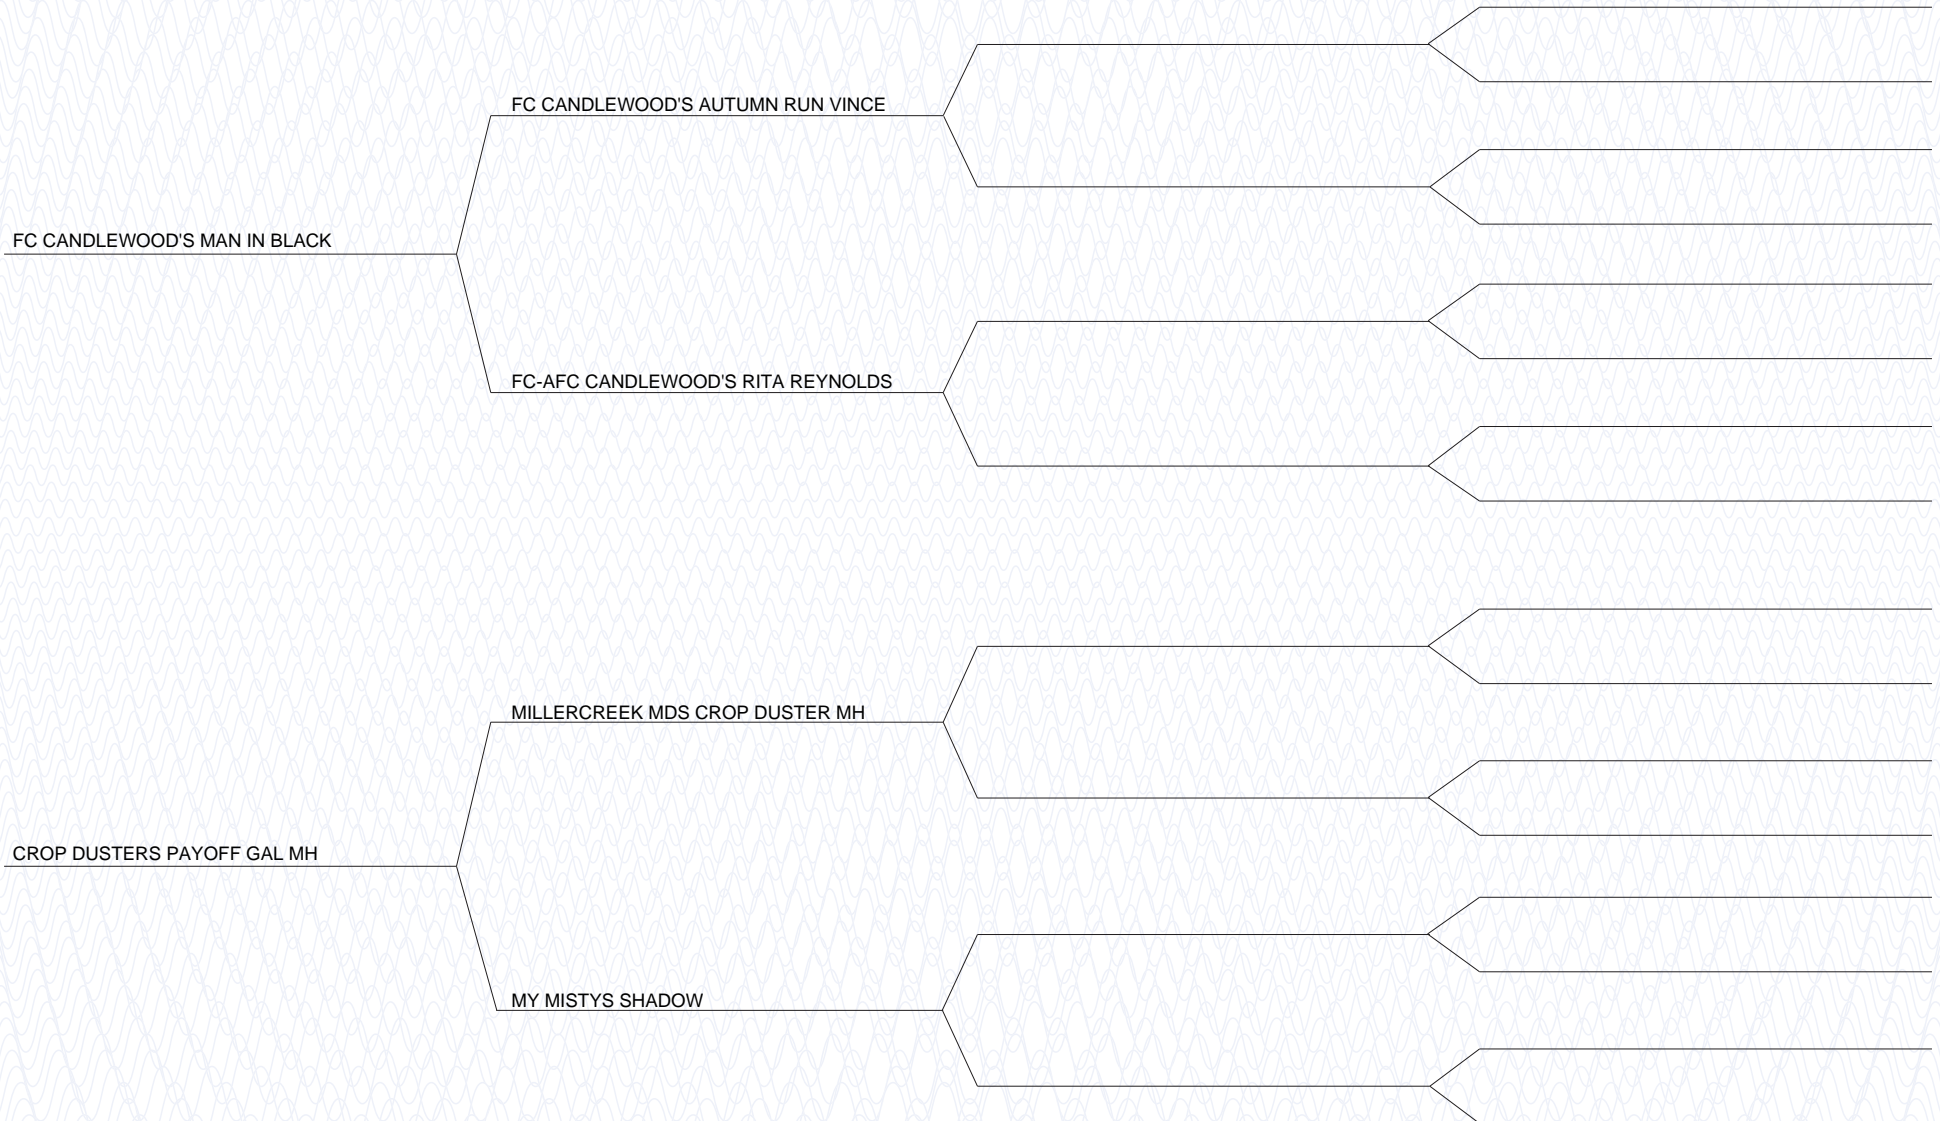 FC CANDLEWOOD'S AUTUMN RUN VINCE
FC CANDLEWOOD'S MAN IN BLACK
FC-AFC CANDLEWOOD'S RITA REYNOLDS
MILLERCREEK MDS CROP DUSTER MH
CROP DUSTERS PAYOFF GAL MH
MY MISTYS SHADOW